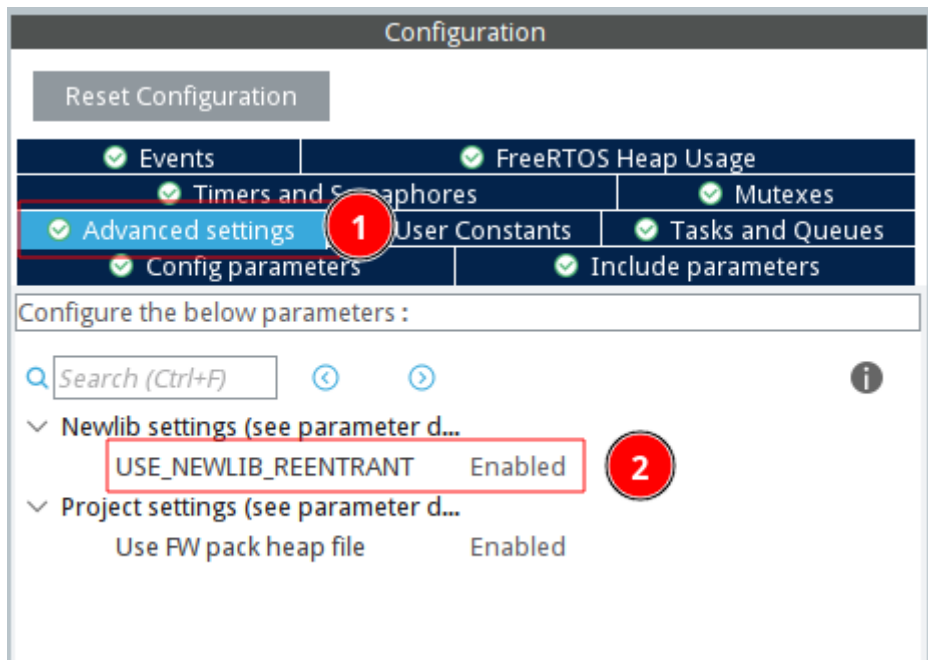 Configuration
Reset Configuration
Events FreeRTOS Heap Usage
Timers and Mutexes
Advanced settings 1 User Constants Tasks and Queues
Config parameters Include parameters
Configure the below parameters :
Search (Ctrl+F)
Newlib settings (see parameter d...
USE_NEWLIB_REENTRANT Enabled 2
Project settings (see parameter d...
Use FW pack heap file Enabled